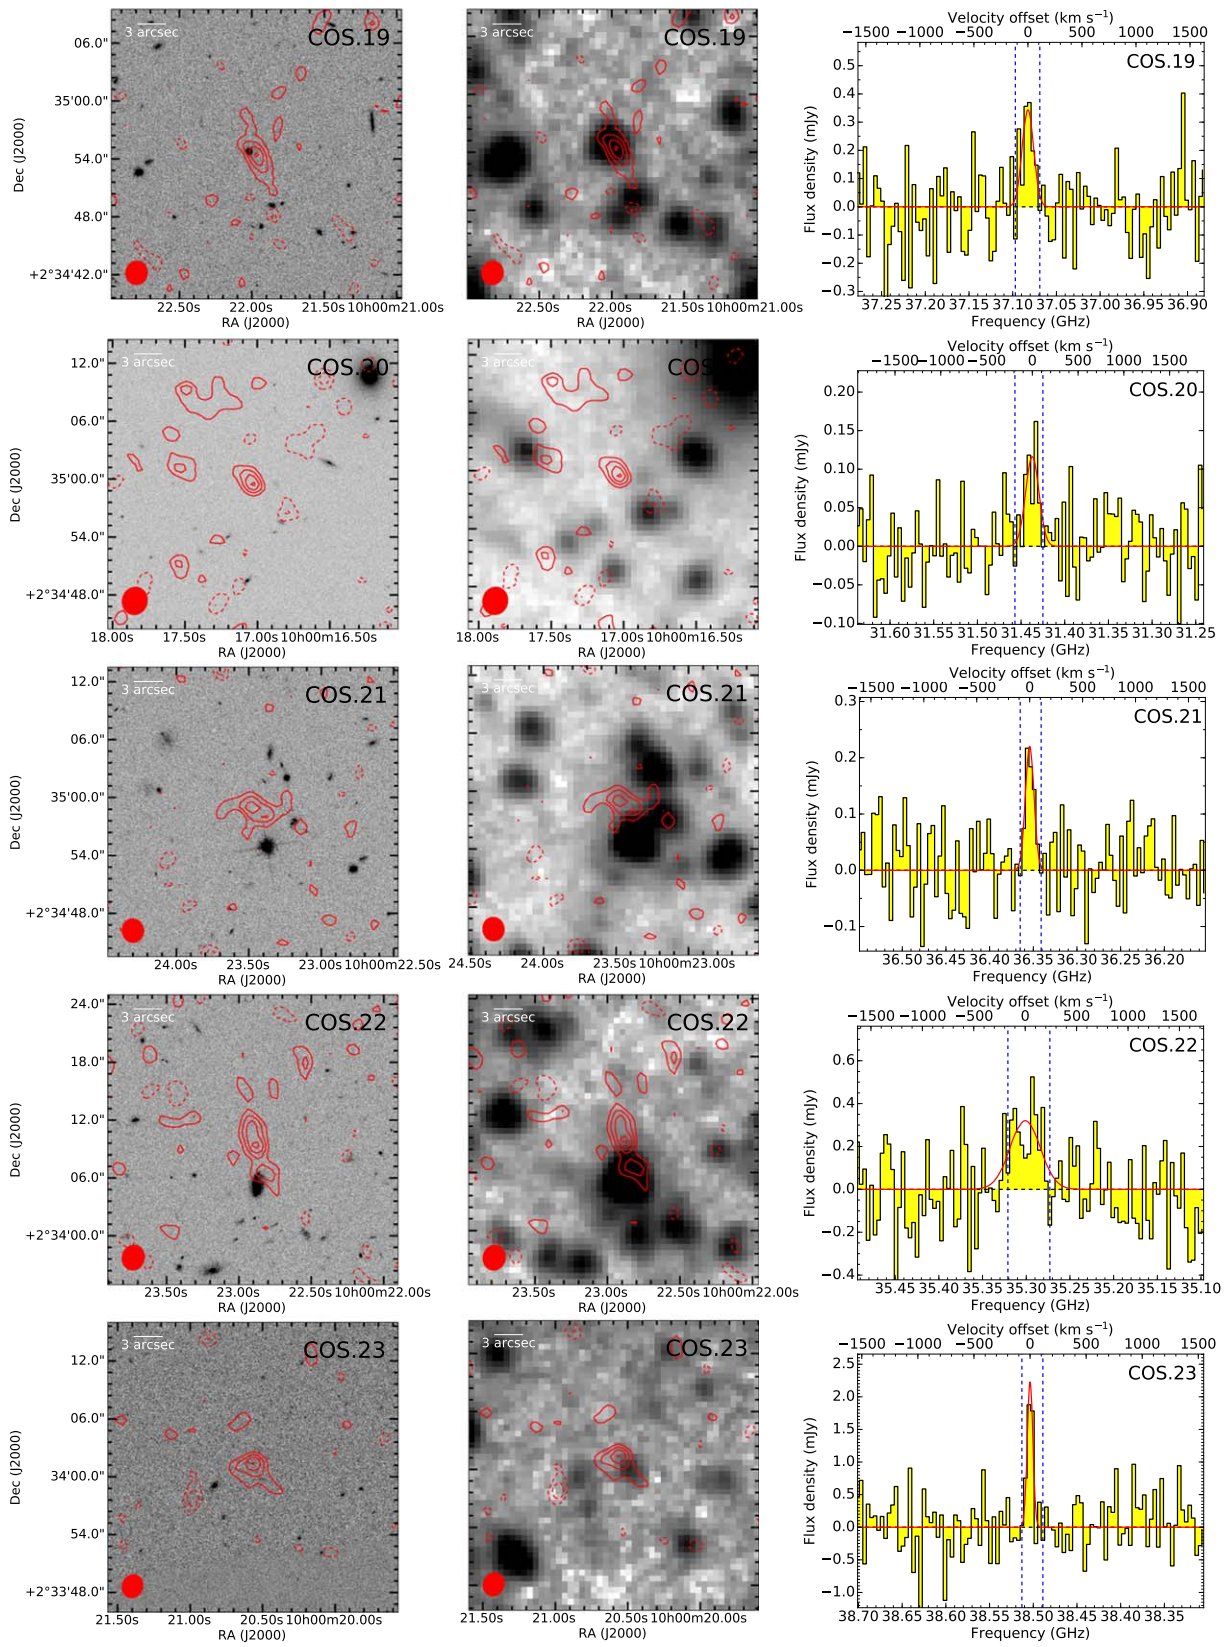 3 arcsec
COS.19
06.0"
35'00.0"
54.0"
48.0"
+2°34'42.0"
22.50s 22.00s 21.50s 10h00m21.00s
RA (J2000)
Dec (J2000)
3 arcsec
COS.19
22.50s 22.00s 21.50s 10h00m21.00s
RA (J2000)
Velocity offset (km s⁻¹)
−1500 −1000 −500 0 500 1000 1500
COS.19
0.5
0.4
0.3
0.2
0.1
0.0
−0.1
−0.2
−0.3
Flux density (mJy)
37.25 37.20 37.15 37.10 37.05 37.00 36.95 36.90
Frequency (GHz)
3 arcsec
COS.20
12.0"
06.0"
35'00.0"
54.0"
+2°34'48.0"
18.00s 17.50s 17.00s 10h00m16.50s
RA (J2000)
Dec (J2000)
3 arcsec
CO
18.00s 17.50s 17.00s 10h00m16.50s
RA (J2000)
Velocity offset (km s⁻¹)
−1500 −1000 −500 0 500 1000 1500
COS.20
0.20
0.15
0.10
0.05
0.00
−0.05
−0.10
Flux density (mJy)
31.60 31.55 31.50 31.45 31.40 31.35 31.30 31.25
Frequency (GHz)
3 arcsec
COS.21
12.0"
06.0"
35'00.0"
54.0"
+2°34'48.0"
24.00s 23.50s 23.00s 10h00m22.50s
RA (J2000)
Dec (J2000)
3 arcsec
COS.21
24.50s 24.00s 23.50s 10h00m23.00s
RA (J2000)
Velocity offset (km s⁻¹)
−1500 −1000 −500 0 500 1000 1500
COS.21
0.3
0.2
0.1
0.0
−0.1
Flux density (mJy)
36.50 36.45 36.40 36.35 36.30 36.25 36.20
Frequency (GHz)
3 arcsec
COS.22
24.0"
18.0"
12.0"
06.0"
+2°34'00.0"
23.50s 23.00s 22.50s 10h00m22.00s
RA (J2000)
Dec (J2000)
3 arcsec
COS.22
23.50s 23.00s 22.50s 10h00m22.00s
RA (J2000)
Velocity offset (km s⁻¹)
−1500 −1000 −500 0 500 1000 1500
COS.22
0.6
0.4
0.2
0.0
−0.2
−0.4
Flux density (mJy)
35.45 35.40 35.35 35.30 35.25 35.20 35.15 35.10
Frequency (GHz)
3 arcsec
COS.23
12.0"
06.0"
34'00.0"
54.0"
+2°33'48.0"
21.50s 21.00s 20.50s 10h00m20.00s
RA (J2000)
Dec (J2000)
3 arcsec
COS.23
21.50s 21.00s 20.50s 10h00m20.00s
RA (J2000)
Velocity offset (km s⁻¹)
−1500 −1000 −500 0 500 1000 1500
COS.23
2.5
2.0
1.5
1.0
0.5
0.0
−0.5
−1.0
Flux density (mJy)
38.70 38.65 38.60 38.55 38.50 38.45 38.40 38.35
Frequency (GHz)